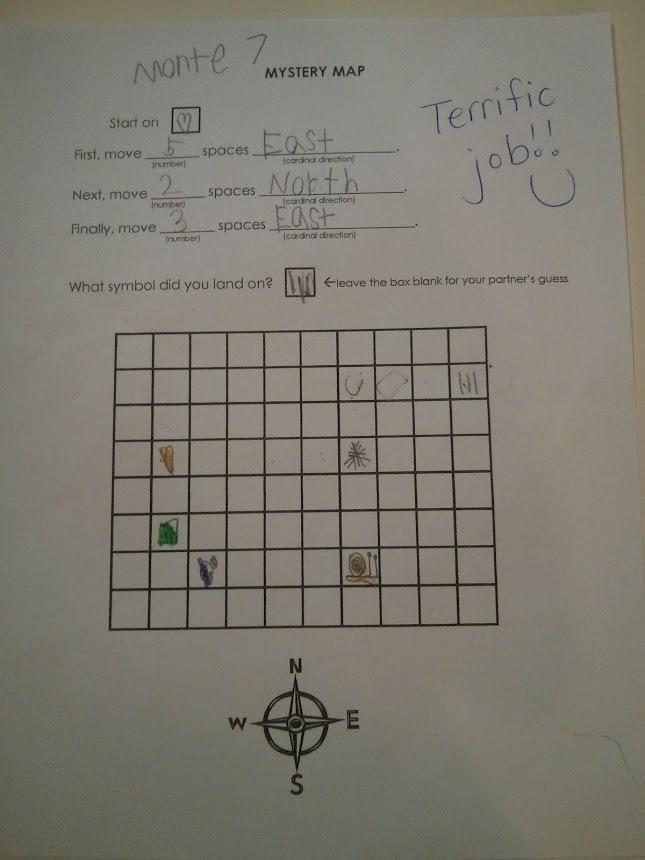 Monte 7
MYSTERY MAP
Terrific
job!!
Start on
First, move 5 spaces East.
(number) (cardinal direction)
Next, move 2 spaces North.
(number) (cardinal direction)
Finally, move 3 spaces East.
(number) (cardinal direction)
What symbol did you land on? ←leave the box blank for your partner's guess
N
W E
S